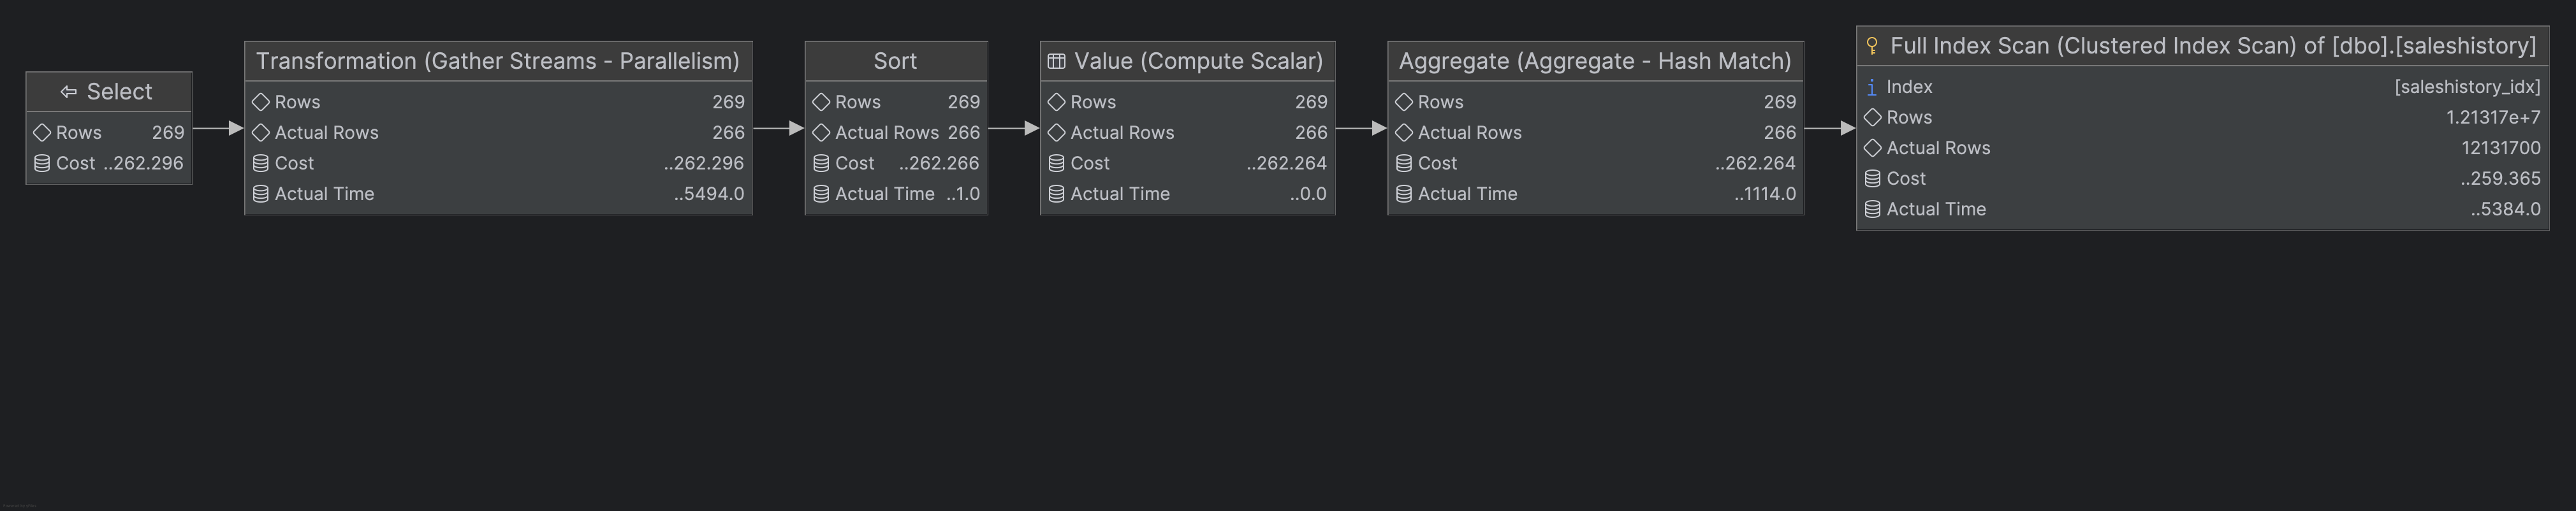 Select
Rows 269
Cost ..262.296
Transformation (Gather Streams - Parallelism)
Rows 269
Actual Rows 266
Cost ..262.296
Actual Time ..5494.0
Sort
Rows 269
Actual Rows 266
Cost ..262.266
Actual Time ..1.0
Value (Compute Scalar)
Rows 269
Actual Rows 266
Cost ..262.264
Actual Time ..0.0
Aggregate (Aggregate - Hash Match)
Rows 269
Actual Rows 266
Cost ..262.264
Actual Time ..1114.0
Full Index Scan (Clustered Index Scan) of [dbo].[saleshistory]
Index [saleshistory_idx]
Rows 1.21317e+7
Actual Rows 12131700
Cost ..259.365
Actual Time ..5384.0